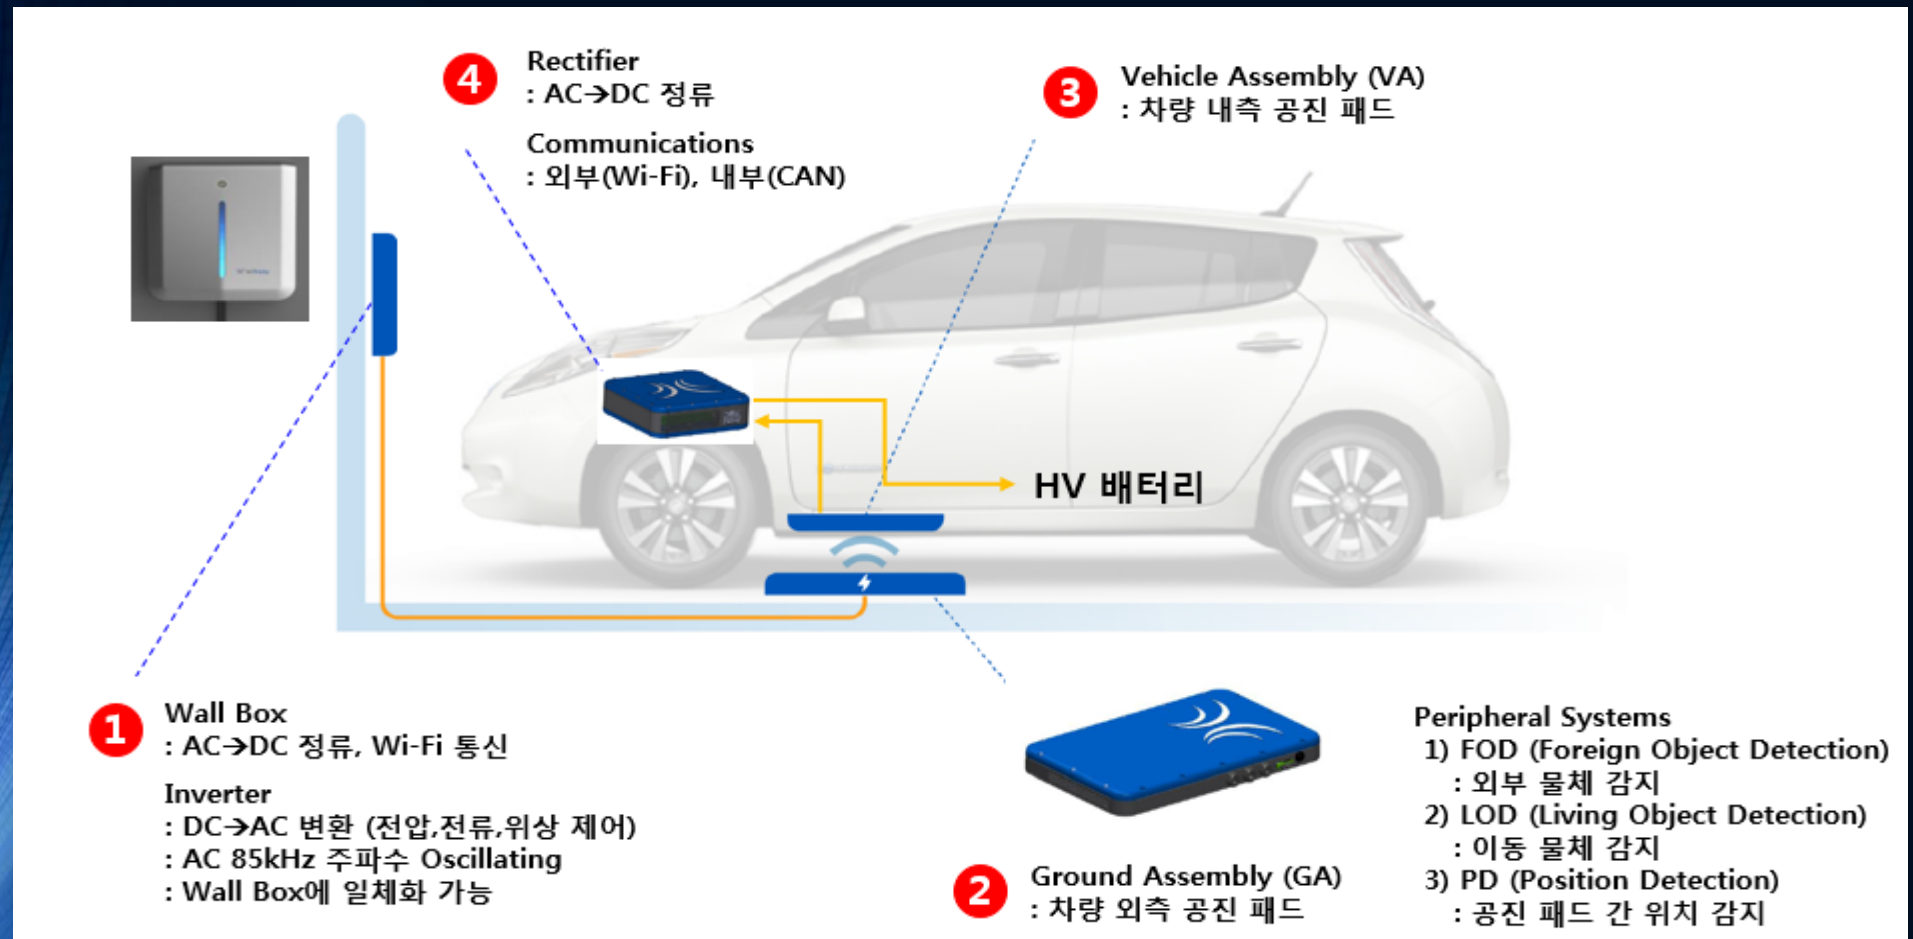 4
Rectifier
: AC→DC 정류
Communications
: 외부(Wi-Fi), 내부(CAN)
3
Vehicle Assembly (VA)
: 차량 내측 공진 패드
HV 배터리
1
Wall Box
: AC→DC 정류, Wi-Fi 통신
Inverter
: DC→AC 변환 (전압,전류,위상 제어)
: AC 85kHz 주파수 Oscillating
: Wall Box에 일체화 가능
2
Ground Assembly (GA)
: 차량 외측 공진 패드
Peripheral Systems
1) FOD (Foreign Object Detection)
: 외부 물체 감지
2) LOD (Living Object Detection)
: 이동 물체 감지
3) PD (Position Detection)
: 공진 패드 간 위치 감지